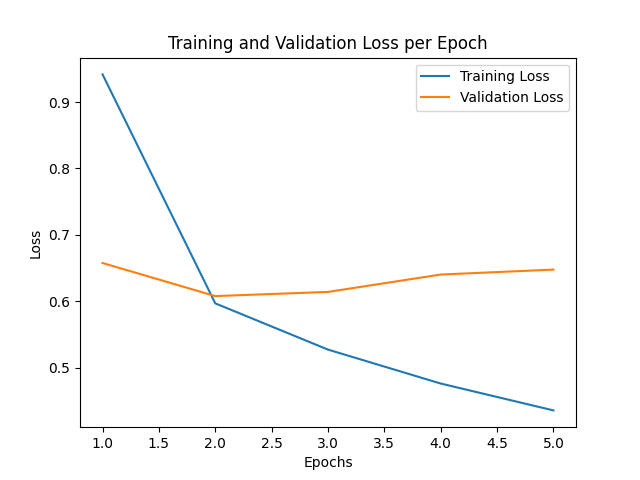 Training and Validation Loss per Epoch
Training Loss
Validation Loss
0.9
0.8
0.7
0.6
0.5
Loss
1.0 1.5 2.0 2.5 3.0 3.5 4.0 4.5 5.0
Epochs